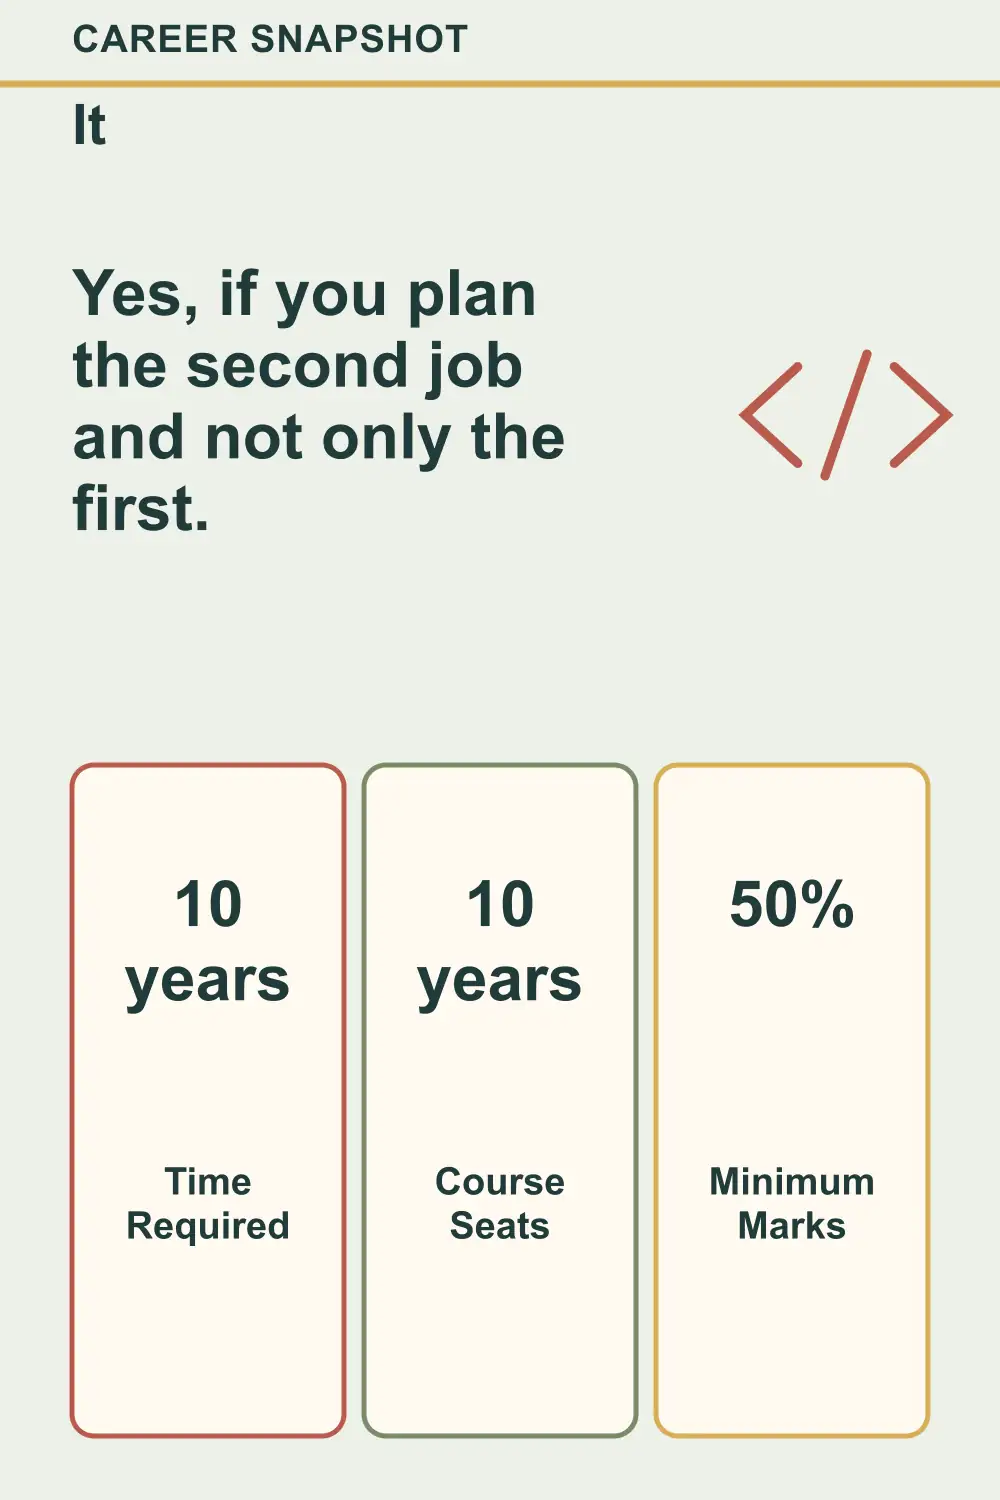 CAREER SNAPSHOT
It
Yes, if you plan
the second job
and not only the
first.
10
years
Time
Required
10
years
Course
Seats
50%
Minimum
Marks